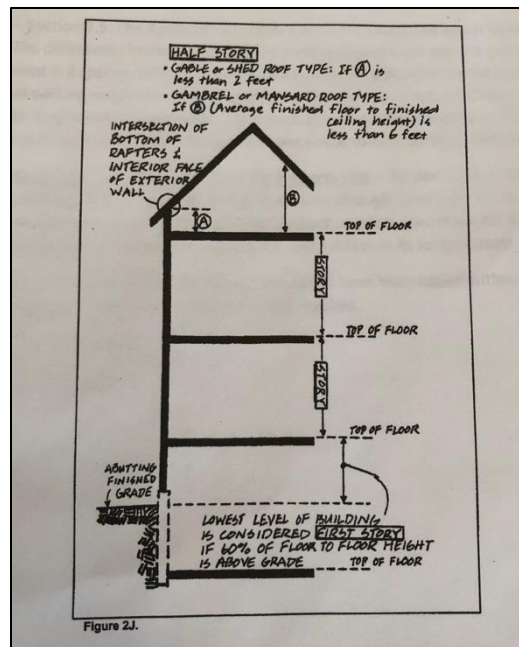 HALF STORY
• GABLE or SHED ROOF TYPE: If Ⓐ is
less than 2 feet
• GAMBREL or MANSARD ROOF TYPE:
If Ⓑ (Average finished floor to finished
ceiling height) is
less than 6 feet
INTERSECTION OF
BOTTOM OF
RAFTERS &
INTERIOR FACE
OF EXTERIOR
WALL
Ⓑ
Ⓐ
TOP OF FLOOR
STORY
TOP OF FLOOR
STORY
TOP OF FLOOR
ABUTTING
FINISHED
GRADE
LOWEST LEVEL OF BUILDING
IS CONSIDERED FIRST STORY
IF 60% OF FLOOR TO FLOOR HEIGHT
IS ABOVE GRADE
TOP OF FLOOR
Figure 2J.